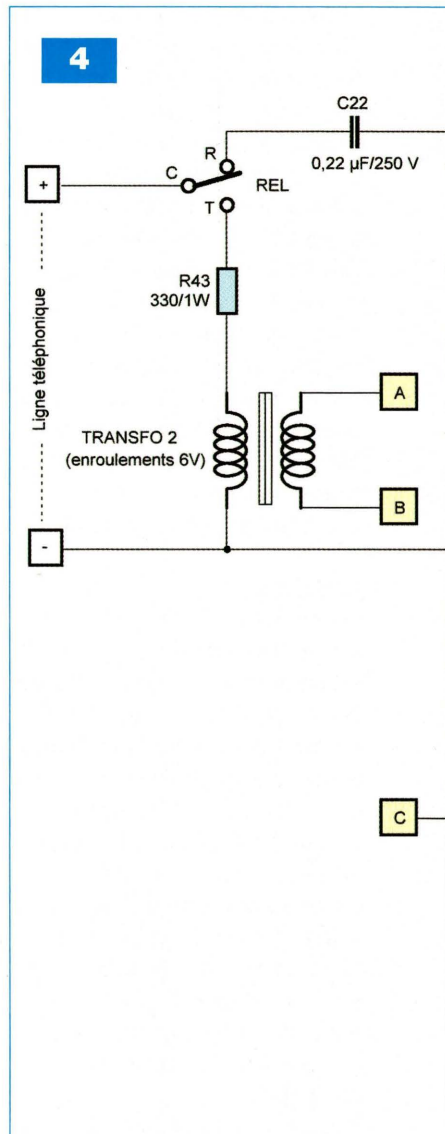 4
C22
0,22 µF/250 V
R
C
REL
T
+
R43
330/1W
Ligne téléphonique
TRANSFO 2
(enroulements 6V)
A
B
-
C